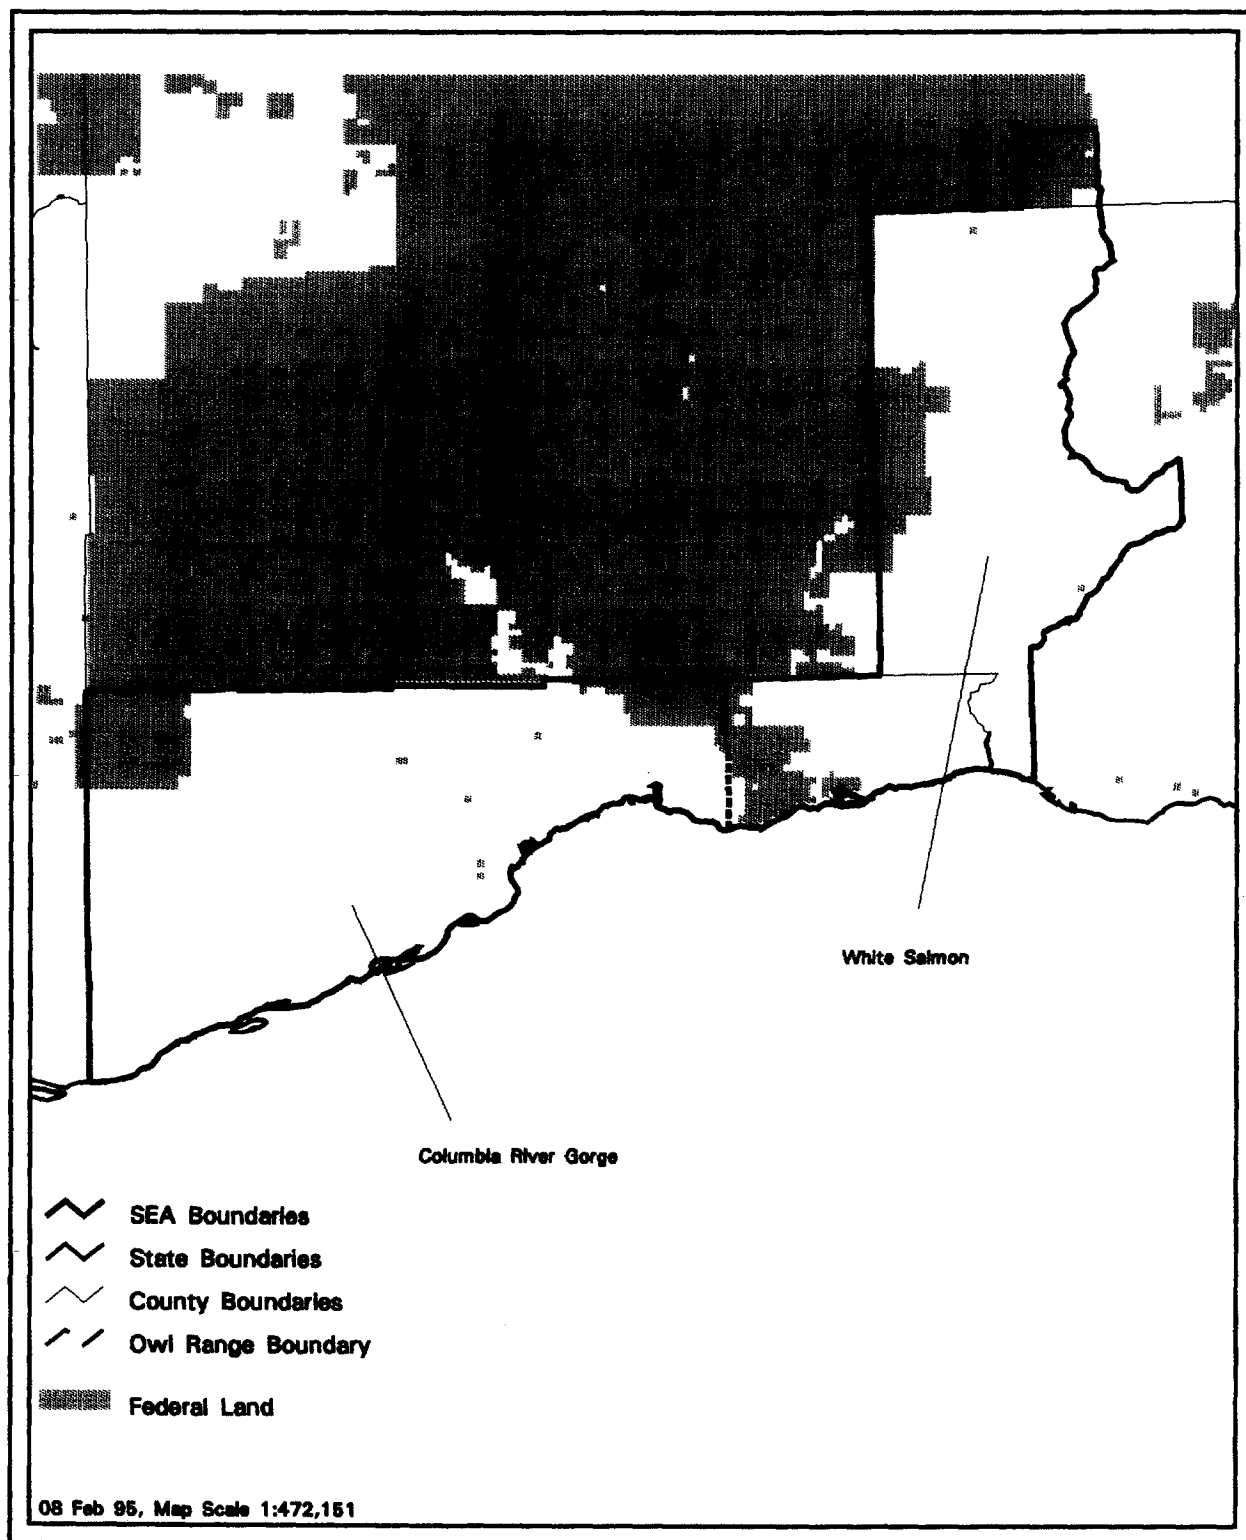 White Salmon
Columbia River Gorge
SEA Boundaries
State Boundaries
County Boundaries
Owl Range Boundary
Federal Land
08 Feb 95, Map Scale 1:472,151